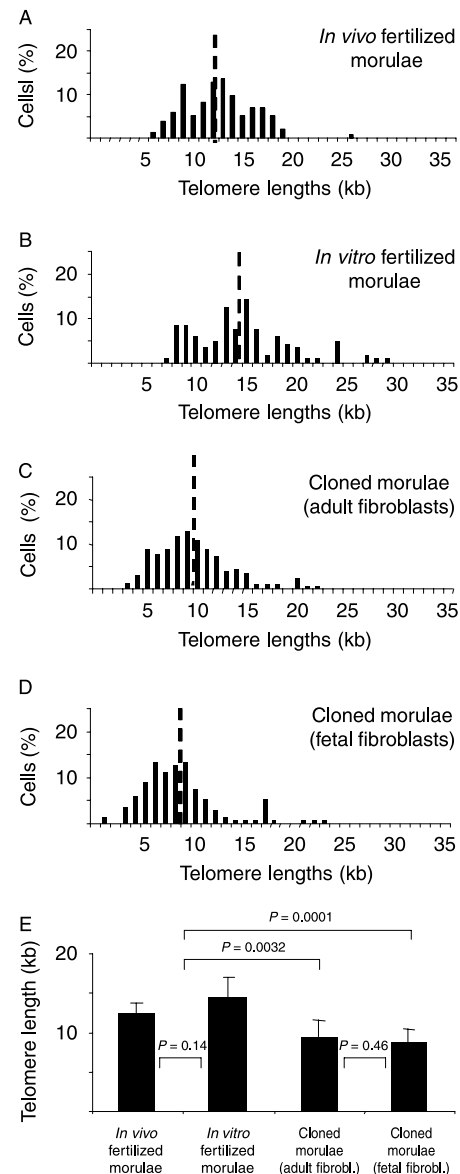 A
In vivo fertilized
morulae
Cellsl (%)
20
10
5 10 15 20 25 30 35
Telomere lengths (kb)
B
In vitro fertilized
morulae
Cells (%)
20
10
5 10 15 20 25 30 35
Telomere lengths (kb)
C
Cloned morulae
(adult fibroblasts)
Cells (%)
20
10
5 10 15 20 25 30 35
Telomere lengths (kb)
D
Cloned morulae
(fetal fibroblasts)
Cells (%)
20
10
5 10 15 20 25 30 35
Telomere lengths (kb)
E
P = 0.0001
P = 0.0032
Telomere length (kb)
20
10
0
P = 0.14
P = 0.46
In vivo
fertilized
morulae
In vitro
fertilized
morulae
Cloned
morulae
(adult fibrobl.)
Cloned
morulae
(fetal fibrobl.)